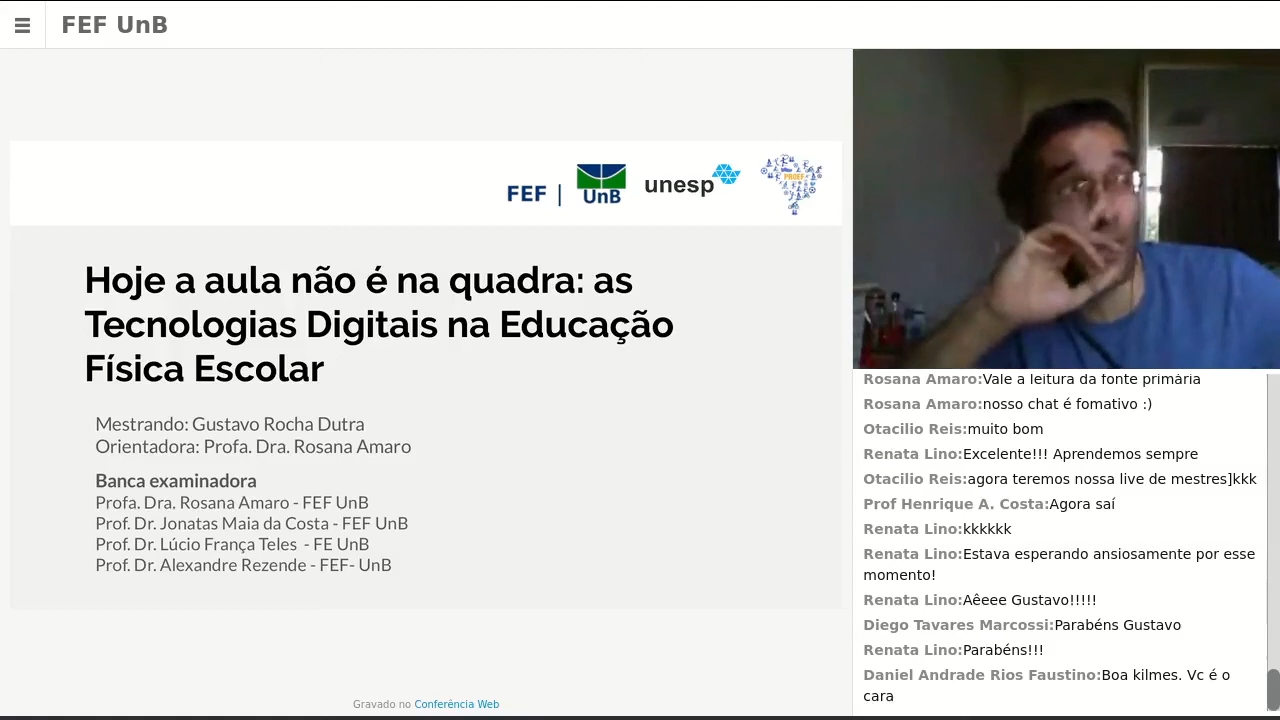 FEF UnB
FEF |
UnB
unesp
PROEF
Hoje a aula não é na quadra: as
Tecnologias Digitais na Educação
Física Escolar
Mestrando: Gustavo Rocha Dutra
Orientadora: Profa. Dra. Rosana Amaro
Banca examinadora
Profa. Dra. Rosana Amaro - FEF UnB
Prof. Dr. Jonatas Maia da Costa - FEF UnB
Prof. Dr. Lúcio França Teles - FE UnB
Prof. Dr. Alexandre Rezende - FEF- UnB
Gravado no Conferência Web
Rosana Amaro:Vale a leitura da fonte primária
Rosana Amaro:nosso chat é fomativo :)
Otacilio Reis:muito bom
Renata Lino:Excelente!!! Aprendemos sempre
Otacilio Reis:agora teremos nossa live de mestres]kkk
Prof Henrique A. Costa:Agora saí
Renata Lino:kkkkkk
Renata Lino:Estava esperando ansiosamente por esse
momento!
Renata Lino:Aêeee Gustavo!!!!!
Diego Tavares Marcossi:Parabéns Gustavo
Renata Lino:Parabéns!!!
Daniel Andrade Rios Faustino:Boa kilmes. Vc é o
cara